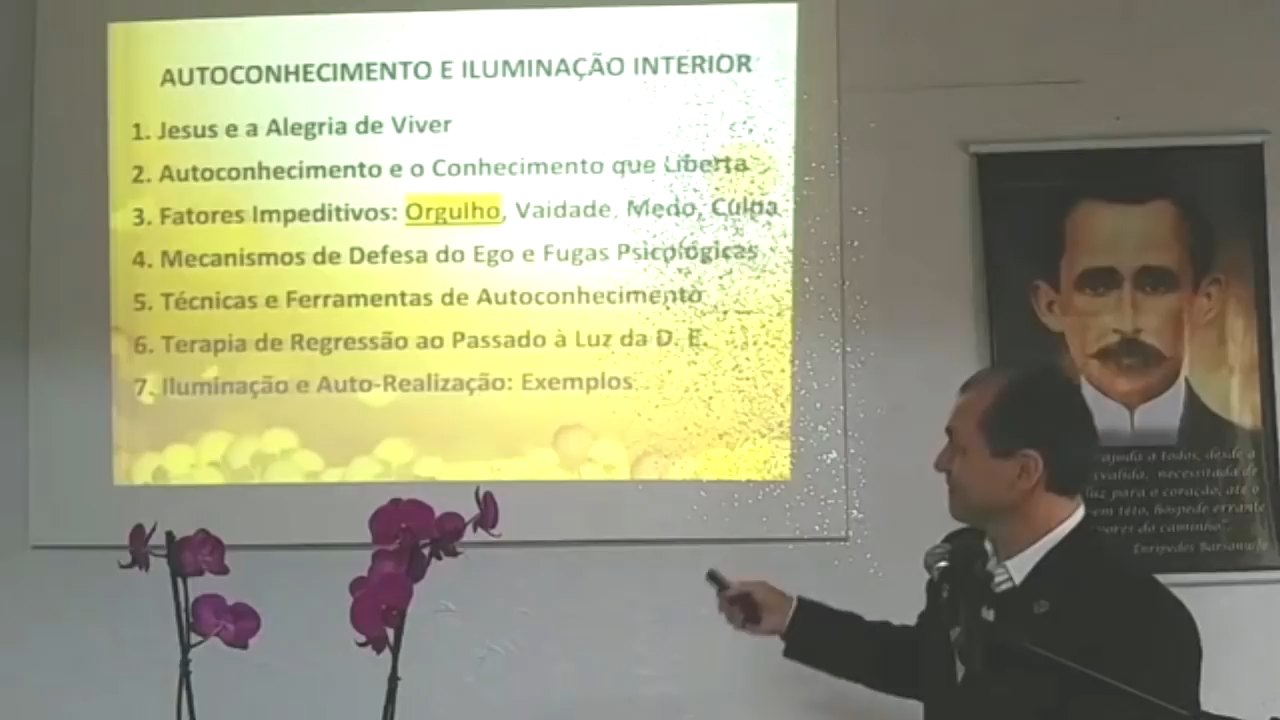 AUTOCONHECIMENTO E ILUMINAÇÃO INTERIOR
1. Jesus e a Alegria de Viver
2. Autoconhecimento e o Conhecimento que Liberta
3. Fatores Impeditivos: Orgulho, Vaidade, Medo, Culpa
4. Mecanismos de Defesa do Ego e Fugas Psicológicas
5. Técnicas e Ferramentas de Autoconhecimento
6. Terapia de Regressão ao Passado à Luz da D. E.
7. Iluminação e Auto-Realização: Exemplos
ajuda a todos, desde a
necessitada de
luz para o coração, até o
em teto, hóspede errante
do caminho".
Eurípedes Barsanulfo